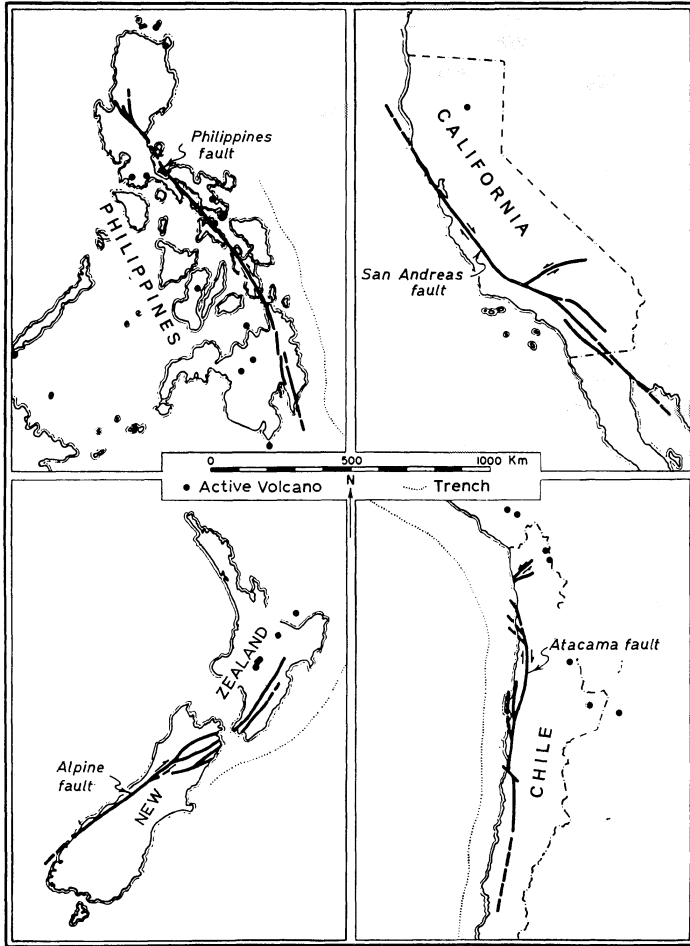 Philippines
fault
PHILIPPINES
CALIFORNIA
San Andreas
fault
0 500 1000 Km
N
Active Volcano Trench
NEW ZEALAND
Alpine
fault
Atacama fault
CHILE